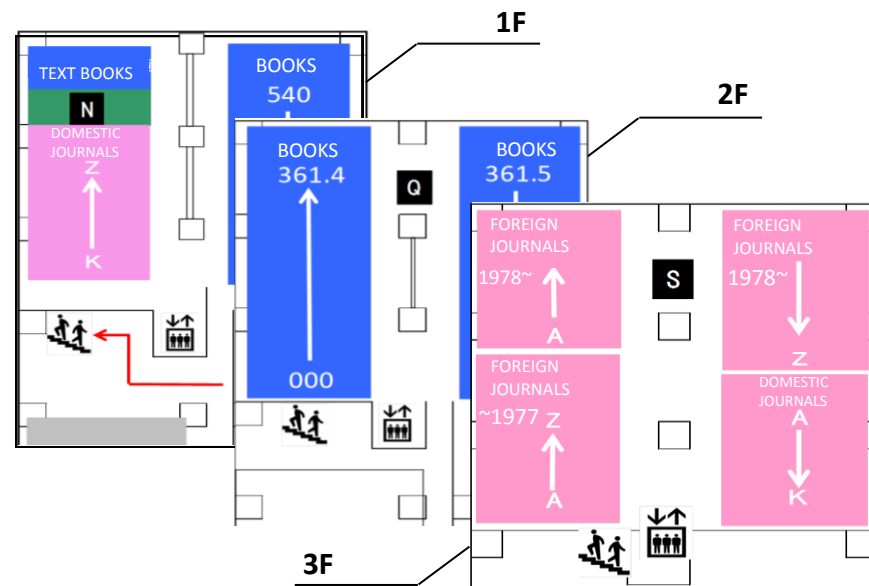 1F
TEXT BOOKS
N
DOMESTIC
JOURNALS
Z
K
BOOKS
540
2F
BOOKS
361.4
000
Q
BOOKS
361.5
3F
FOREIGN
JOURNALS
1978~
A
S
FOREIGN
JOURNALS
1978~
Z
FOREIGN
JOURNALS
~1977
Z
A
DOMESTIC
JOURNALS
A
K